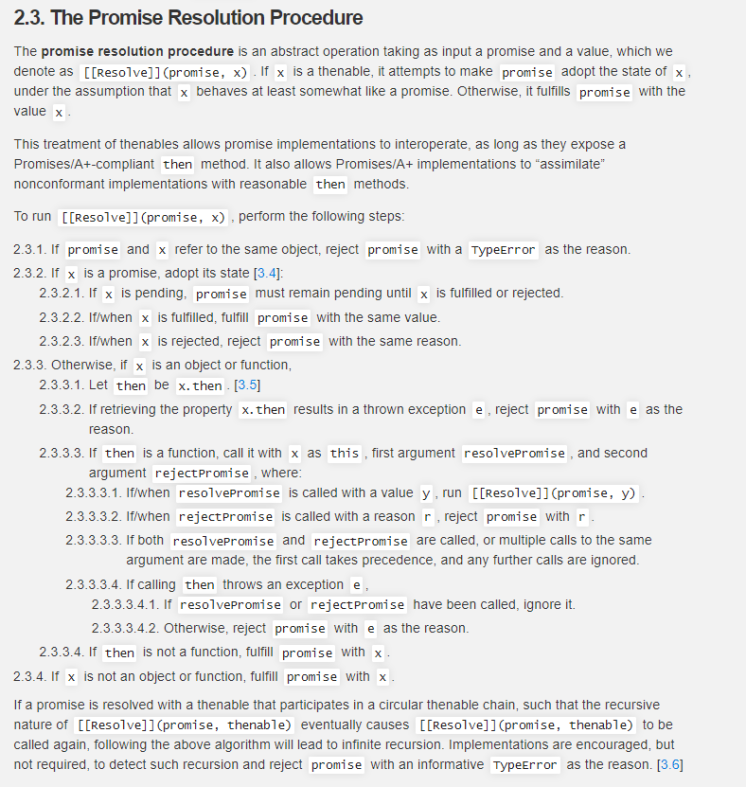 2.3. The Promise Resolution Procedure
The promise resolution procedure is an abstract operation taking as input a promise and a value, which we
denote as [[Resolve]](promise, x) . If x is a thenable, it attempts to make promise adopt the state of x ,
under the assumption that x behaves at least somewhat like a promise. Otherwise, it fulfills promise with the
value x .
This treatment of thenables allows promise implementations to interoperate, as long as they expose a
Promises/A+-compliant then method. It also allows Promises/A+ implementations to “assimilate”
nonconformant implementations with reasonable then methods.
To run [[Resolve]](promise, x) , perform the following steps:
2.3.1. If promise and x refer to the same object, reject promise with a TypeError as the reason.
2.3.2. If x is a promise, adopt its state [3.4]:
2.3.2.1. If x is pending, promise must remain pending until x is fulfilled or rejected.
2.3.2.2. If/when x is fulfilled, fulfill promise with the same value.
2.3.2.3. If/when x is rejected, reject promise with the same reason.
2.3.3. Otherwise, if x is an object or function,
2.3.3.1. Let then be x.then . [3.5]
2.3.3.2. If retrieving the property x.then results in a thrown exception e , reject promise with e as the
reason.
2.3.3.3. If then is a function, call it with x as this , first argument resolvePromise , and second
argument rejectPromise , where:
2.3.3.3.1. If/when resolvePromise is called with a value y , run [[Resolve]](promise, y) .
2.3.3.3.2. If/when rejectPromise is called with a reason r , reject promise with r .
2.3.3.3.3. If both resolvePromise and rejectPromise are called, or multiple calls to the same
argument are made, the first call takes precedence, and any further calls are ignored.
2.3.3.3.4. If calling then throws an exception e ,
2.3.3.3.4.1. If resolvePromise or rejectPromise have been called, ignore it.
2.3.3.3.4.2. Otherwise, reject promise with e as the reason.
2.3.3.4. If then is not a function, fulfill promise with x .
2.3.4. If x is not an object or function, fulfill promise with x .
If a promise is resolved with a thenable that participates in a circular thenable chain, such that the recursive
nature of [[Resolve]](promise, thenable) eventually causes [[Resolve]](promise, thenable) to be
called again, following the above algorithm will lead to infinite recursion. Implementations are encouraged, but
not required, to detect such recursion and reject promise with an informative TypeError as the reason. [3.6]